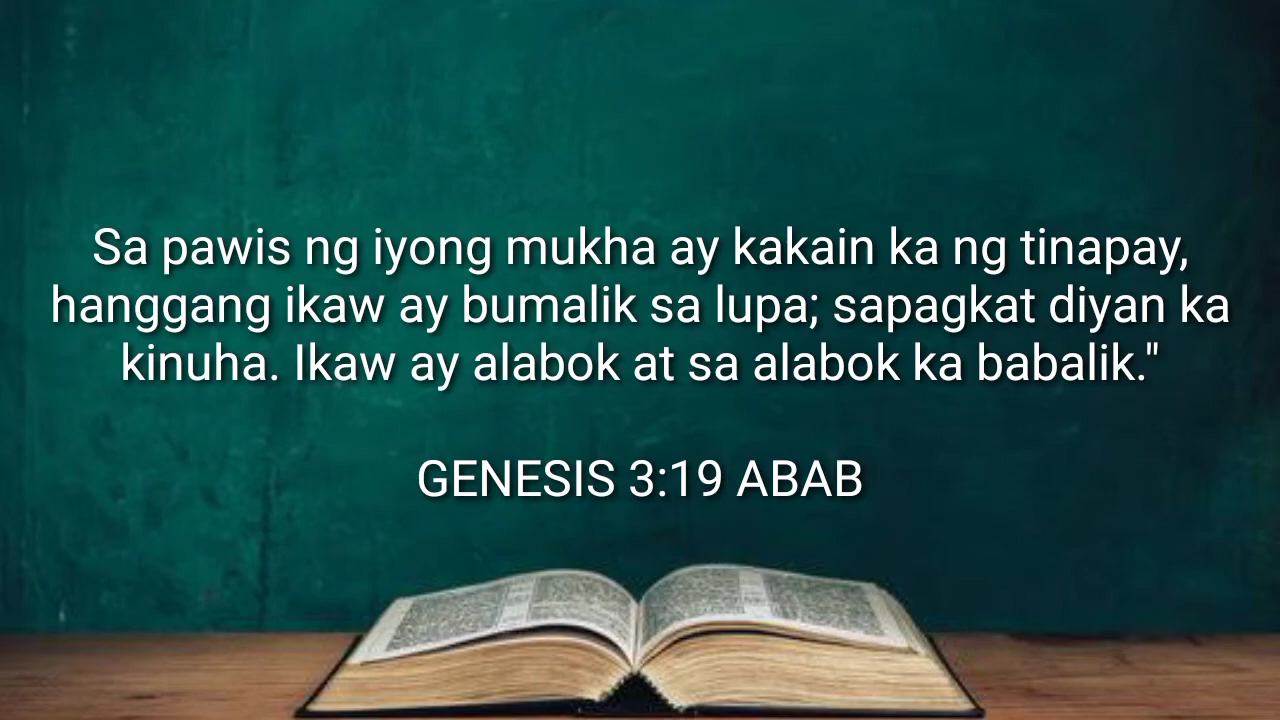 Sa pawis ng iyong mukha ay kakain ka ng tinapay,
hanggang ikaw ay bumalik sa lupa; sapagkat diyan ka
kinuha. Ikaw ay alabok at sa alabok ka babalik."
GENESIS 3:19 ABAB